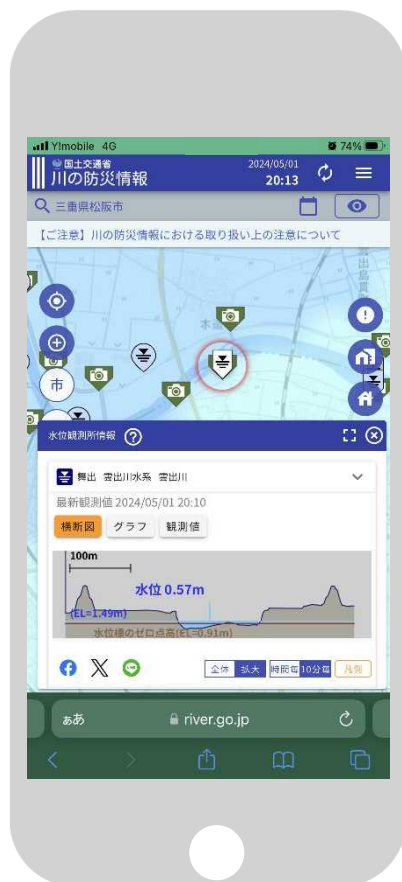 Y!mobile 4G
74%
国土交通省
川の防災情報
2024/05/01
20:13
三重県松阪市
【ご注意】川の防災情報における取り扱い上の注意について
市
水位観測所情報
舞出 雲出川水系 雲出川
最新観測値 2024/05/01 20:10
横断図 グラフ 観測値
100m
水位 0.57m
(EL=1.49m)
水位標のゼロ点高(EL=0.91m)
全体 拡大 時間毎 10分毎 凡例
ぁあ
river.go.jp